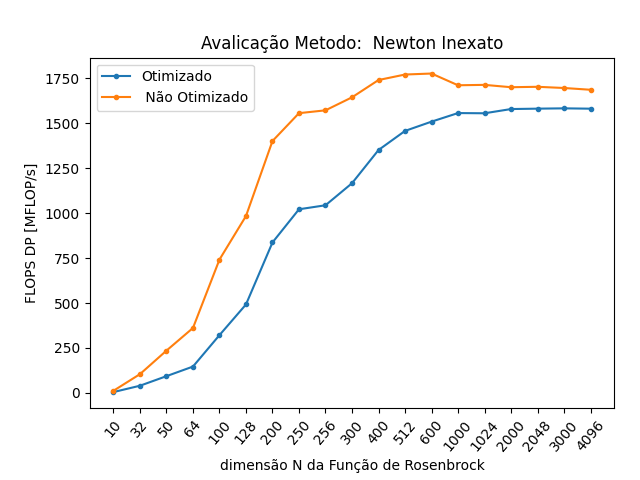 Avalicação Metodo:  Newton Inexato
Otimizado
Não Otimizado
FLOPS DP [MFLOP/s]
1750
1500
1250
1000
750
500
250
0
10 32 50 64 100 128 200 250 256 300 400 512 600 1000 1024 2000 2048 3000 4096
dimensão N da Função de Rosenbrock